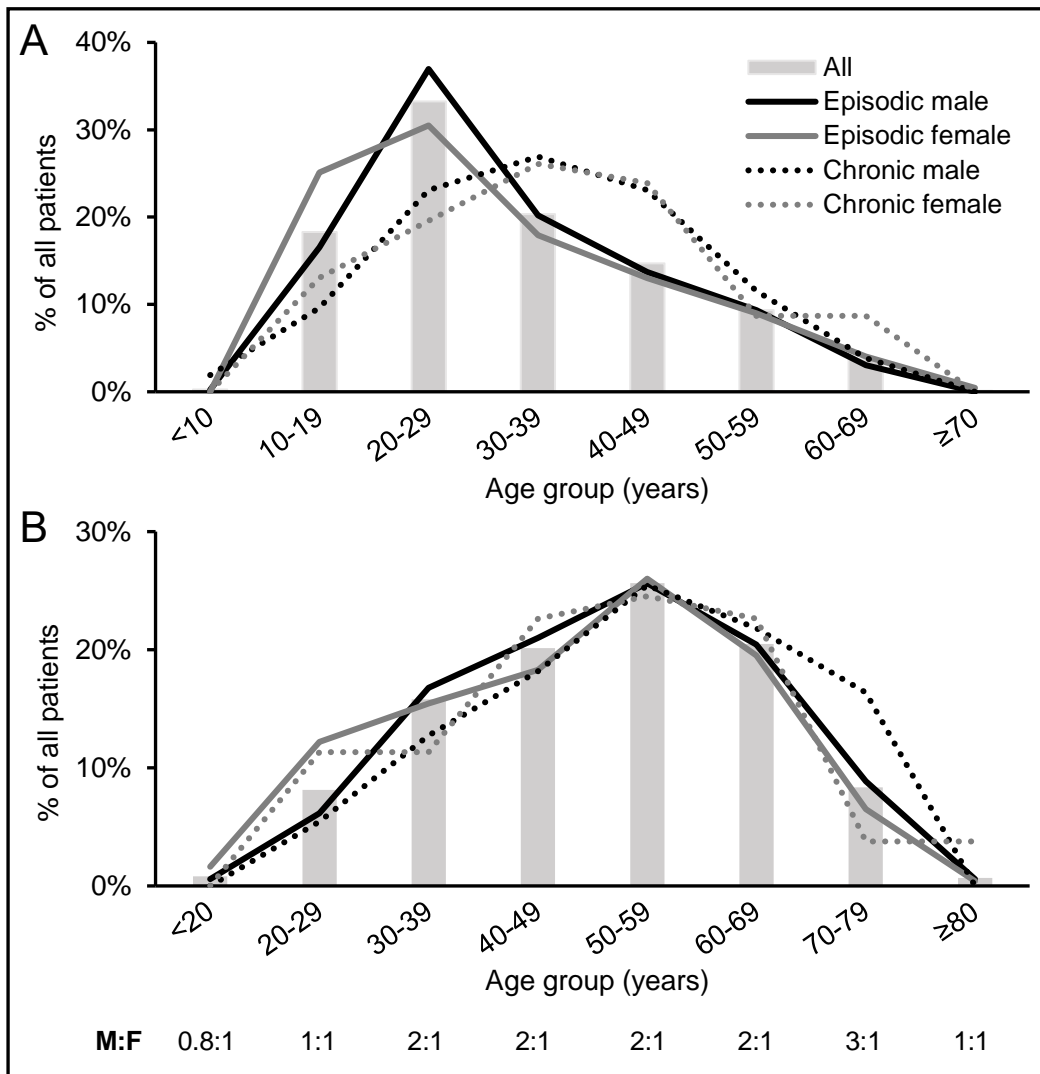 A
40%
30%
20%
10%
0%
% of all patients
All
Episodic male
Episodic female
Chronic male
Chronic female
<10 10-19 20-29 30-39 40-49 50-59 60-69 ≥70
Age group (years)
B
30%
20%
10%
0%
% of all patients
<20 20-29 30-39 40-49 50-59 60-69 70-79 ≥80
Age group (years)
M:F 0.8:1 1:1 2:1 2:1 2:1 2:1 3:1 1:1